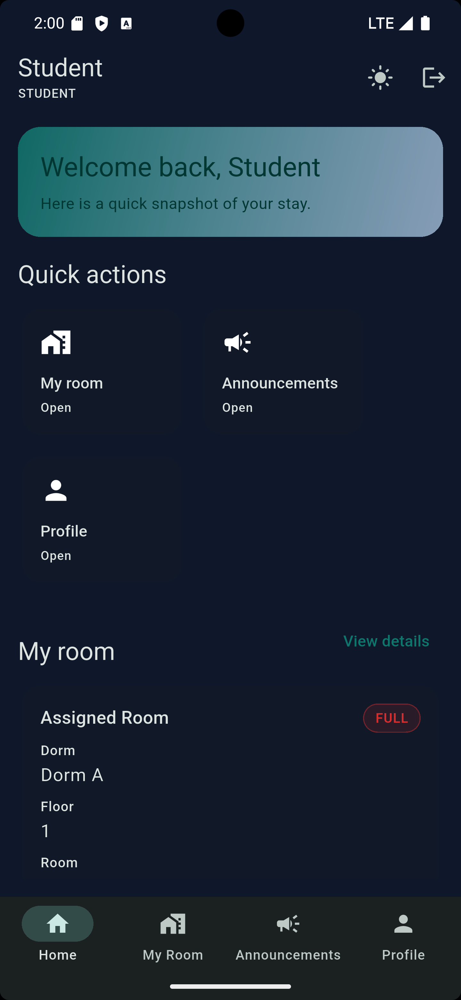 2:00
LTE
Student
STUDENT
Welcome back, Student
Here is a quick snapshot of your stay.
Quick actions
My room
Open
Announcements
Open
Profile
Open
My room
View details
Assigned Room
FULL
Dorm
Dorm A
Floor
1
Room
Home
My Room
Announcements
Profile